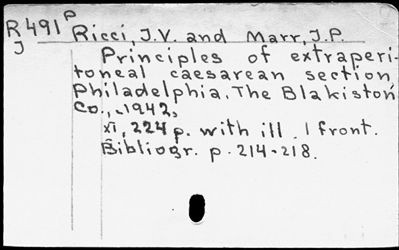 R491 P Ricci, J.V. and Marr, J.P.
J
Principles of extraperi-
toneal caesarean section,
Philadelphia, The Blakiston
Co., 1942,
xi, 224 p. with ill. 1 front.
Bibliogr. p. 214-218.